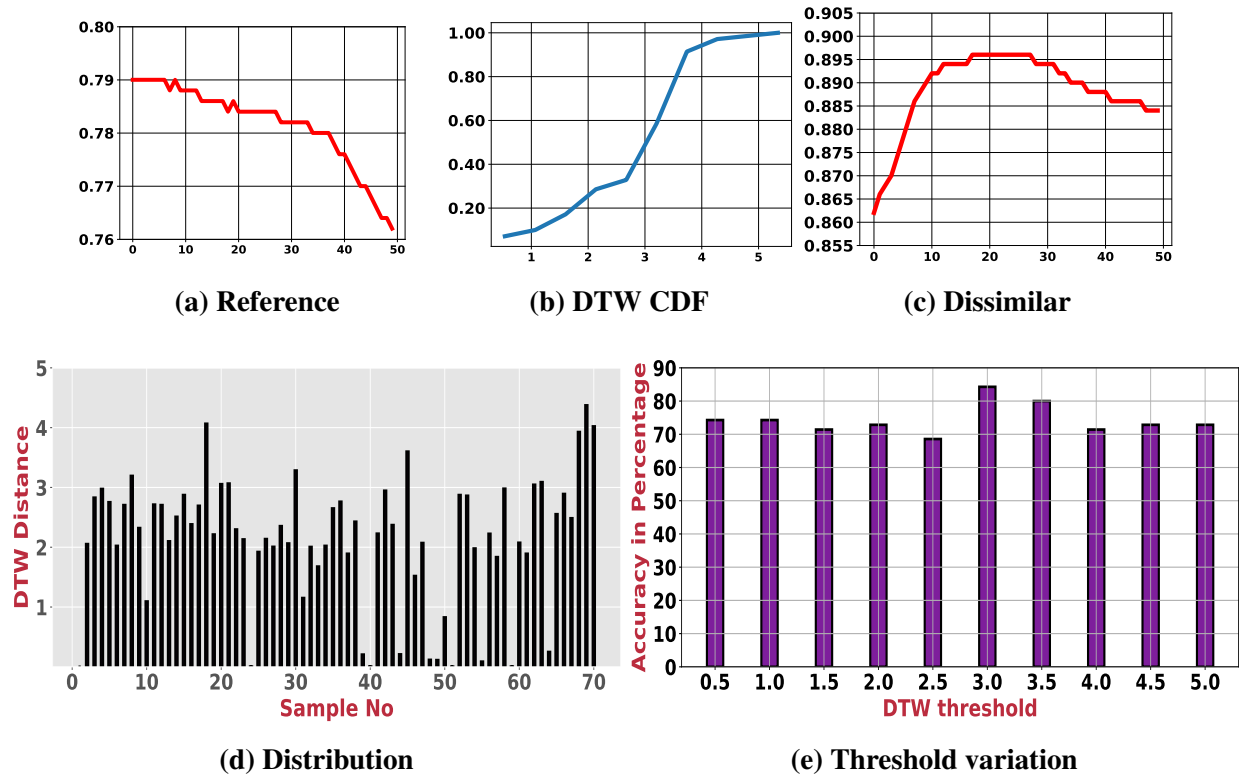 0.80
0.79
0.78
0.77
0.76
0 10 20 30 40 50
(a) Reference
1.00
0.80
0.60
0.40
0.20
1 2 3 4 5
(b) DTW CDF
0.905
0.900
0.895
0.890
0.885
0.880
0.875
0.870
0.865
0.860
0.855
0 10 20 30 40 50
(c) Dissimilar
DTW Distance
5
4
3
2
1
0 10 20 30 40 50 60 70
Sample No
(d) Distribution
Accuracy in Percentage
90
80
70
60
50
40
30
20
10
0
0.5 1.0 1.5 2.0 2.5 3.0 3.5 4.0 4.5 5.0
DTW threshold
(e) Threshold variation